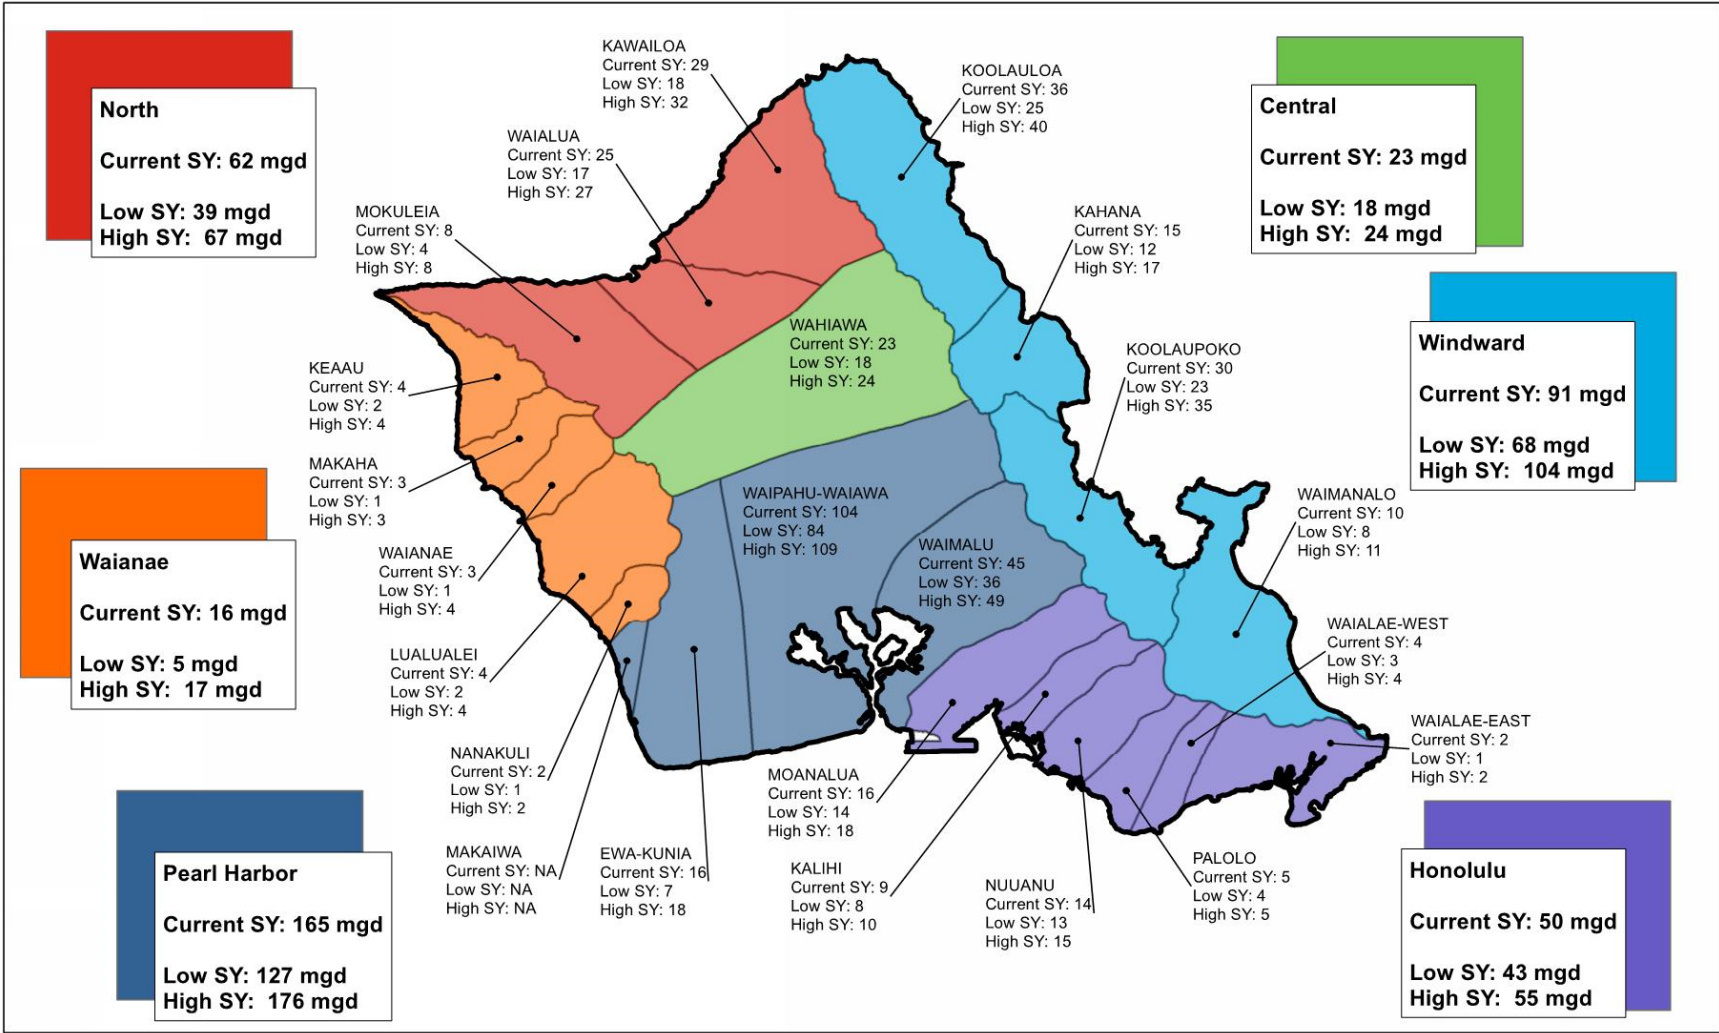 North
Current SY: 62 mgd
Low SY: 39 mgd
High SY: 67 mgd
KAWAILOA
Current SY: 29
Low SY: 18
High SY: 32
KOOLAULOA
Current SY: 36
Low SY: 25
High SY: 40
Central
Current SY: 23 mgd
Low SY: 18 mgd
High SY: 24 mgd
WAIALUA
Current SY: 25
Low SY: 17
High SY: 27
MOKULEIA
Current SY: 8
Low SY: 4
High SY: 8
KAHANA
Current SY: 15
Low SY: 12
High SY: 17
WAHIAWA
Current SY: 23
Low SY: 18
High SY: 24
KOOLAUPOKO
Current SY: 30
Low SY: 23
High SY: 35
Windward
Current SY: 91 mgd
Low SY: 68 mgd
High SY: 104 mgd
KEAAU
Current SY: 4
Low SY: 2
High SY: 4
MAKAHA
Current SY: 3
Low SY: 1
High SY: 3
WAIPAHU-WAIAWA
Current SY: 104
Low SY: 84
High SY: 109
WAIMANALO
Current SY: 10
Low SY: 8
High SY: 11
Waianae
Current SY: 16 mgd
Low SY: 5 mgd
High SY: 17 mgd
WAIANAE
Current SY: 3
Low SY: 1
High SY: 4
WAIMALU
Current SY: 45
Low SY: 36
High SY: 49
WAIALAE-WEST
Current SY: 4
Low SY: 3
High SY: 4
LUALUALEI
Current SY: 4
Low SY: 2
High SY: 4
WAIALAE-EAST
Current SY: 2
Low SY: 1
High SY: 2
NANAKULI
Current SY: 2
Low SY: 1
High SY: 2
MOANALUA
Current SY: 16
Low SY: 14
High SY: 18
Pearl Harbor
Current SY: 165 mgd
Low SY: 127 mgd
High SY: 176 mgd
MAKAIWA
Current SY: NA
Low SY: NA
High SY: NA
EWA-KUNIA
Current SY: 16
Low SY: 7
High SY: 18
KALIHI
Current SY: 9
Low SY: 8
High SY: 10
NUUANU
Current SY: 14
Low SY: 13
High SY: 15
PALOLO
Current SY: 5
Low SY: 4
High SY: 5
Honolulu
Current SY: 50 mgd
Low SY: 43 mgd
High SY: 55 mgd